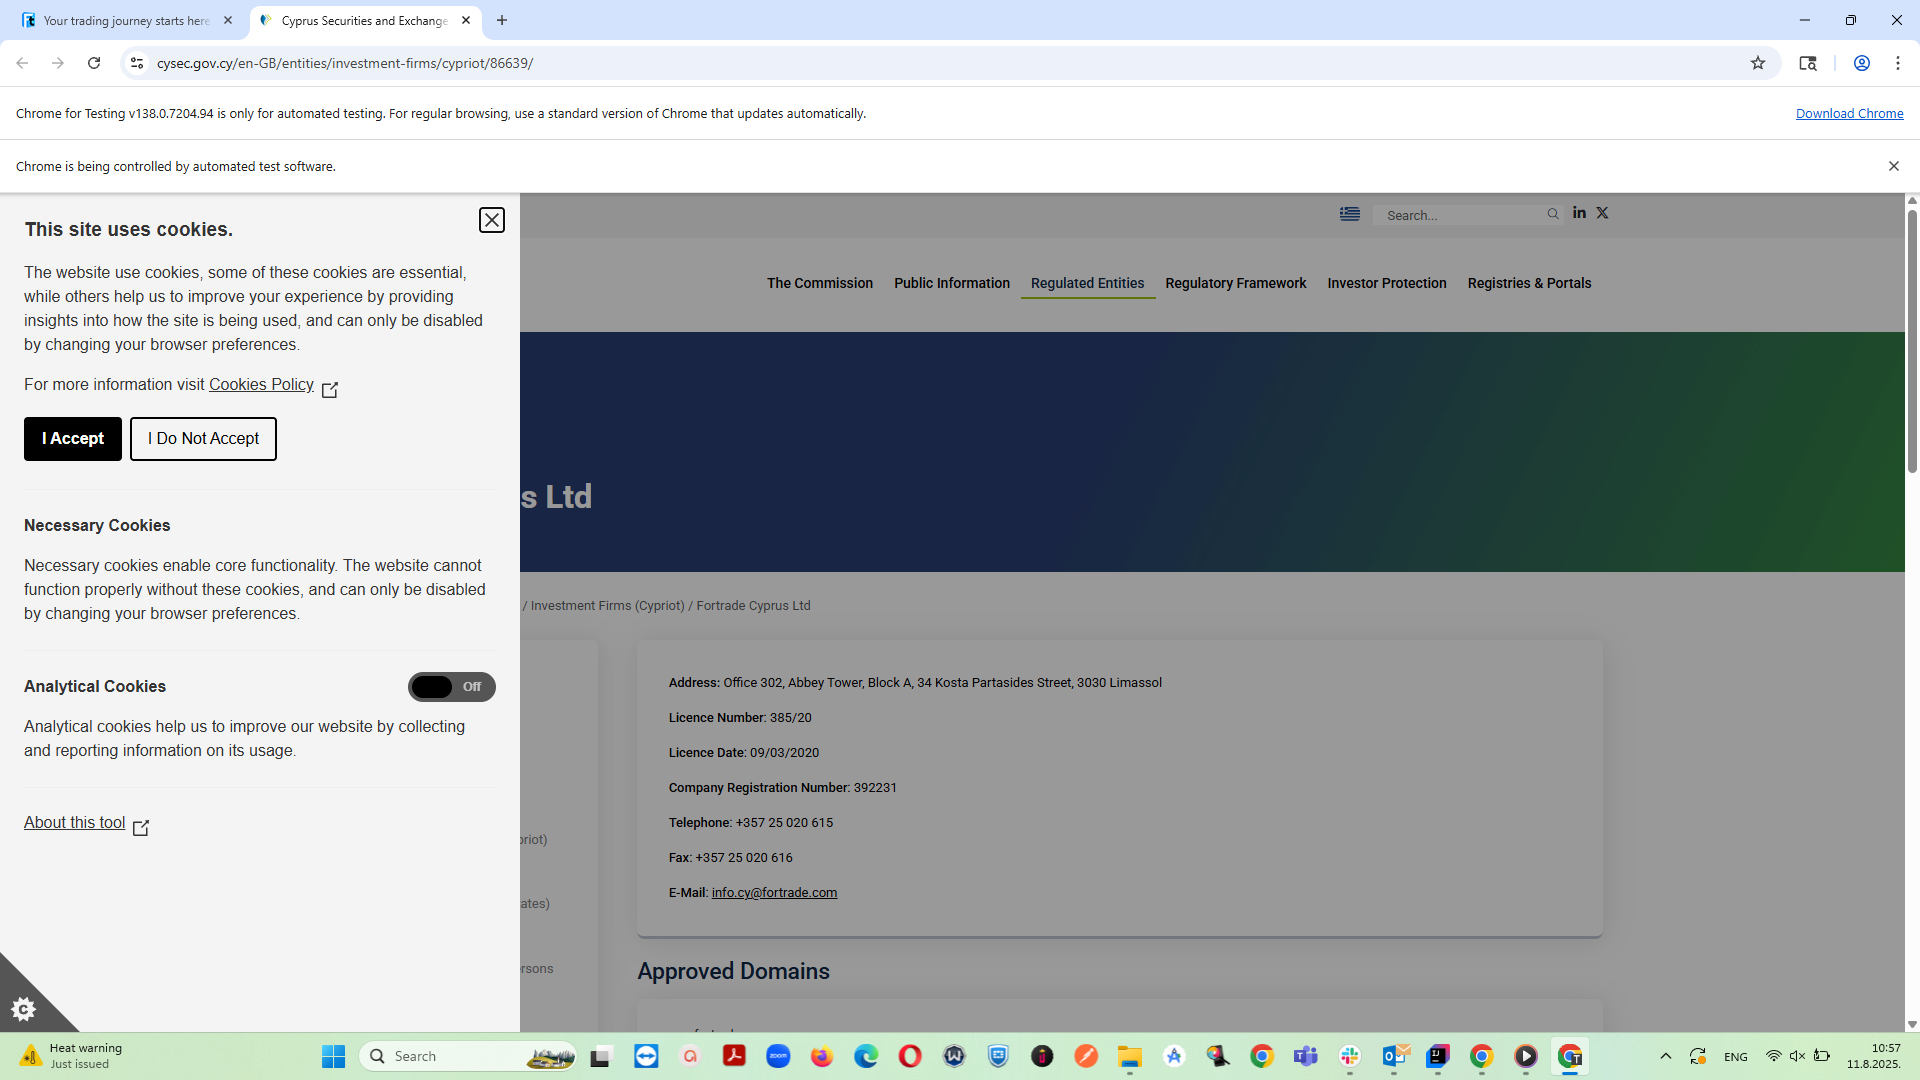 Your trading journey starts here
Cyprus Securities and Exchange
cysec.gov.cy/en-GB/entities/investment-firms/cypriot/86639/
Chrome for Testing v138.0.7204.94 is only for automated testing. For regular browsing, use a standard version of Chrome that updates automatically.
Download Chrome
Chrome is being controlled by automated test software.
This site uses cookies.
The website use cookies, some of these cookies are essential,
while others help us to improve your experience by providing
insights into how the site is being used, and can only be disabled
by changing your browser preferences.
For more information visit Cookies Policy
I Accept
I Do Not Accept
Necessary Cookies
Necessary cookies enable core functionality. The website cannot
function properly without these cookies, and can only be disabled
by changing your browser preferences.
Analytical Cookies
Off
Analytical cookies help us to improve our website by collecting
and reporting information on its usage.
About this tool
Search...
The Commission
Public Information
Regulated Entities
Regulatory Framework
Investor Protection
Registries & Portals
s Ltd
/ Investment Firms (Cypriot) / Fortrade Cyprus Ltd
priot)
ates)
ersons
Address: Office 302, Abbey Tower, Block A, 34 Kosta Partasides Street, 3030 Limassol
Licence Number: 385/20
Licence Date: 09/03/2020
Company Registration Number: 392231
Telephone: +357 25 020 615
Fax: +357 25 020 616
E-Mail: info.cy@fortrade.com
Approved Domains
Heat warning
Just issued
Search
zoom
ENG
10:57
11.8.2025.